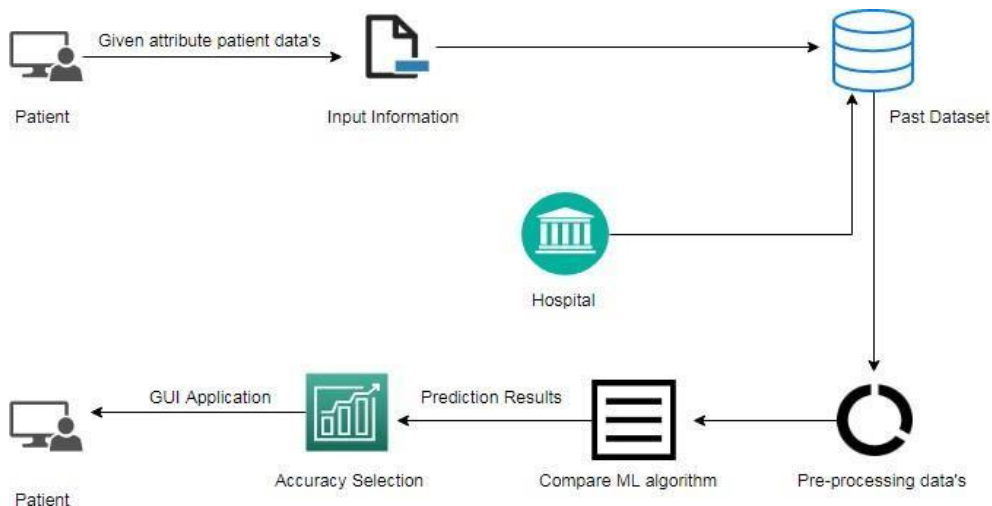 Given attribute patient data's
Patient
Input Information
Past Dataset
Hospital
GUI Application
Prediction Results
Patient
Accuracy Selection
Compare ML algorithm
Pre-processing data's